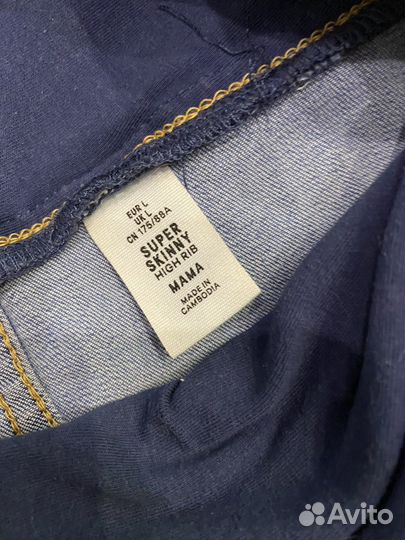 EUR L
UK L
CN 175/88A
SUPER
SKINNY
HIGH RIB
MAMA
MADE IN
CAMBODIA
Avito